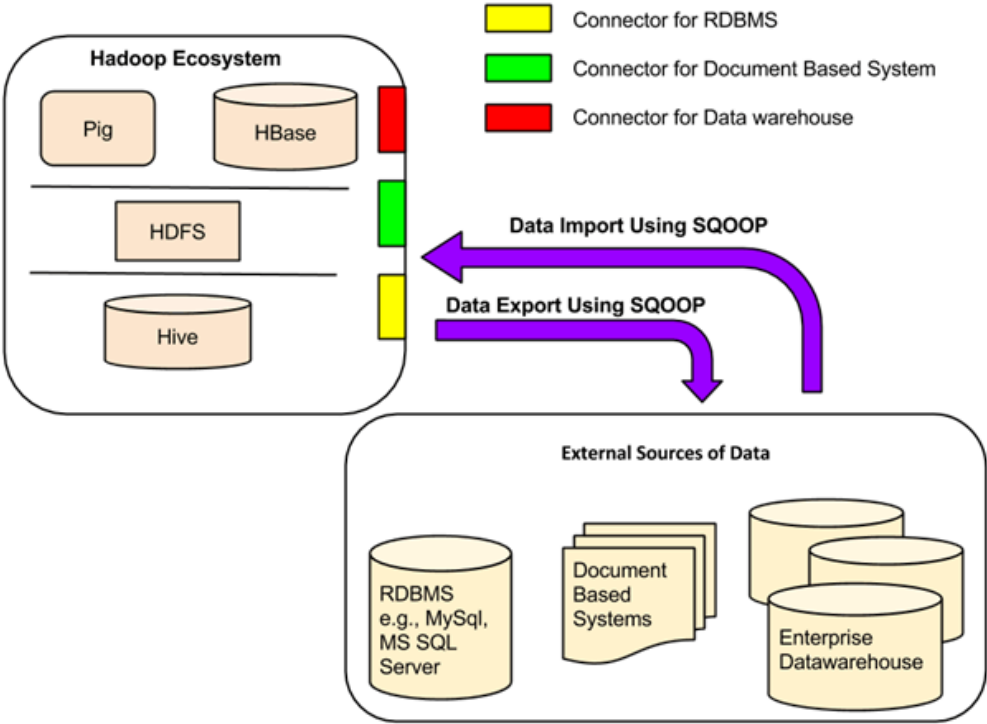 Connector for RDBMS
Connector for Document Based System
Connector for Data warehouse
Hadoop Ecosystem
Pig
HBase
HDFS
Hive
Data Import Using SQOOP
Data Export Using SQOOP
External Sources of Data
RDBMS
e.g., MySql,
MS SQL
Server
Document
Based
Systems
Enterprise
Datawarehouse